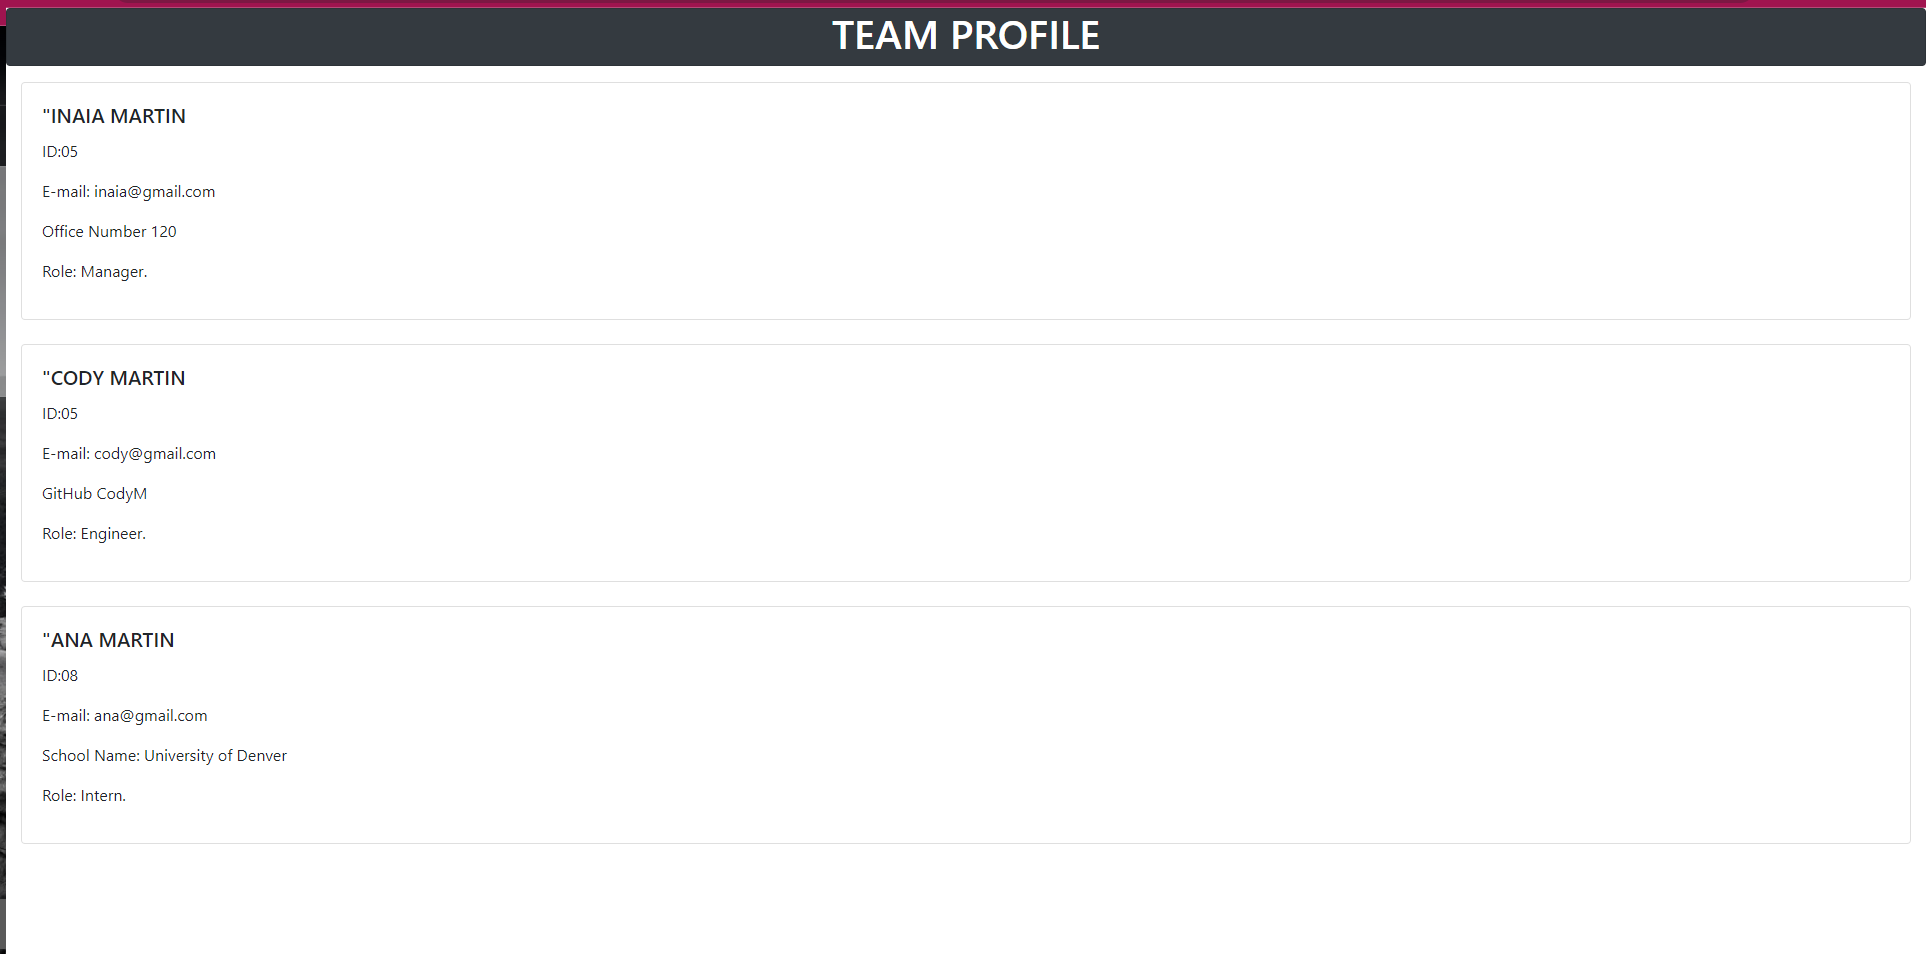 TEAM PROFILE
"INAIA MARTIN
ID:05
E-mail: inaia@gmail.com
Office Number 120
Role: Manager.
"CODY MARTIN
ID:05
E-mail: cody@gmail.com
GitHub CodyM
Role: Engineer.
"ANA MARTIN
ID:08
E-mail: ana@gmail.com
School Name: University of Denver
Role: Intern.